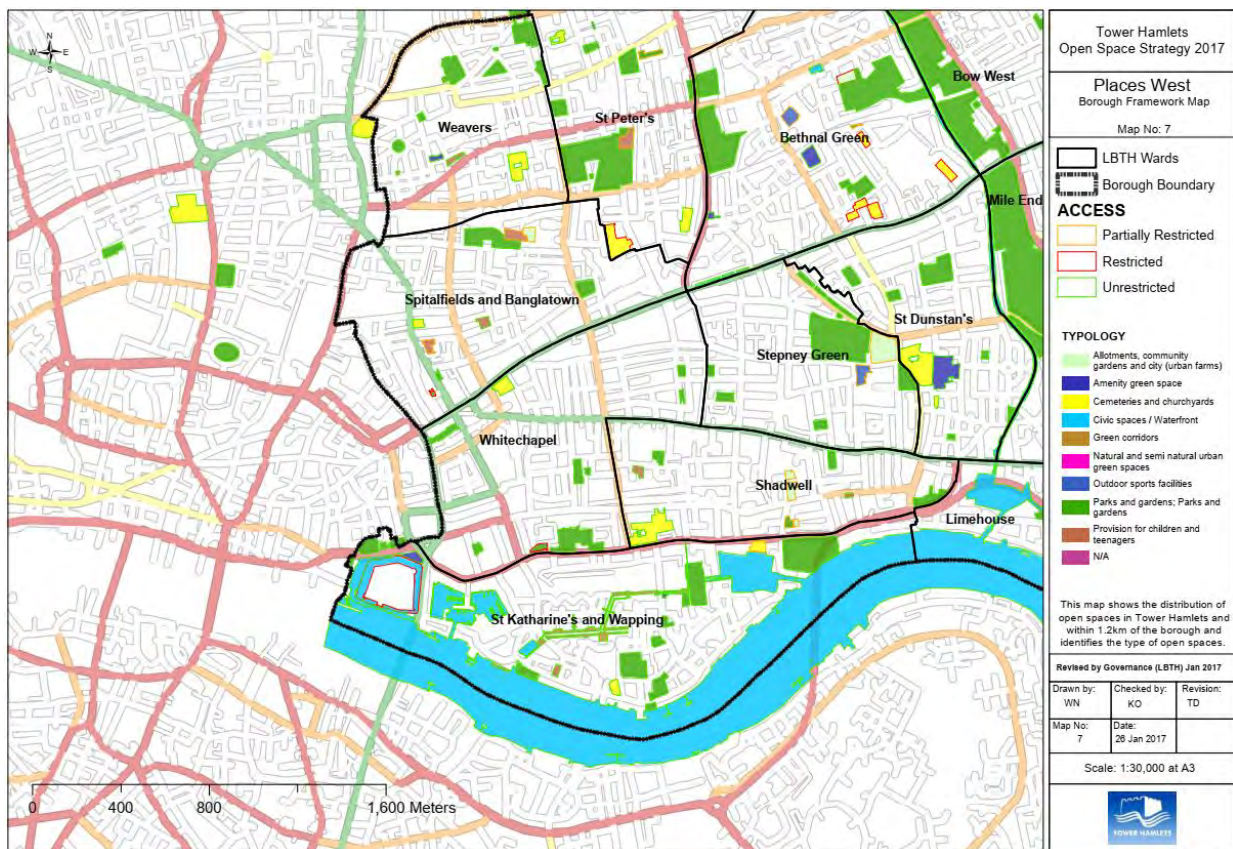 N
W E
S
Weavers
St Peter's
Bethnal Green
Bow West
Mile End
Spitalfields and Banglatown
St Dunstan's
Stepney Green
Whitechapel
Shadwell
Limehouse
St Katharine's and Wapping
0 400 800 1,600 Meters
Tower Hamlets
Open Space Strategy 2017
Places West
Borough Framework Map
Map No: 7
LBTH Wards
Borough Boundary
ACCESS
Partially Restricted
Restricted
Unrestricted
TYPOLOGY
Allotments, community
gardens and city (urban farms)
Amenity green space
Cemeteries and churchyards
Civic spaces / Waterfront
Green corridors
Natural and semi natural urban
green spaces
Outdoor sports facilities
Parks and gardens; Parks and
gardens
Provision for children and
teenagers
N/A
This map shows the distribution of
open spaces in Tower Hamlets and
within 1.2km of the borough and
identifies the type of open spaces.
Revised by Governance (LBTH) Jan 2017
Drawn by: Checked by: Revision:
WN KO TD
Map No: Date:
7 26 Jan 2017
Scale: 1:30,000 at A3
TOWER HAMLETS